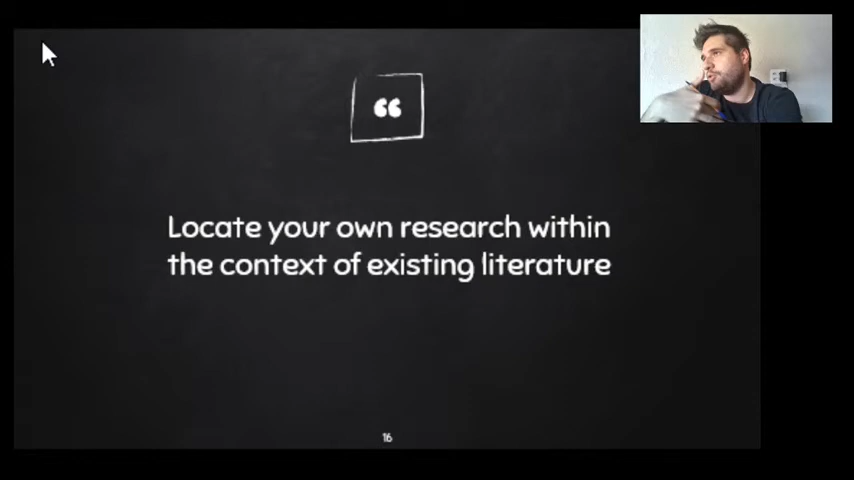 “
Locate your own research within
the context of existing literature
16